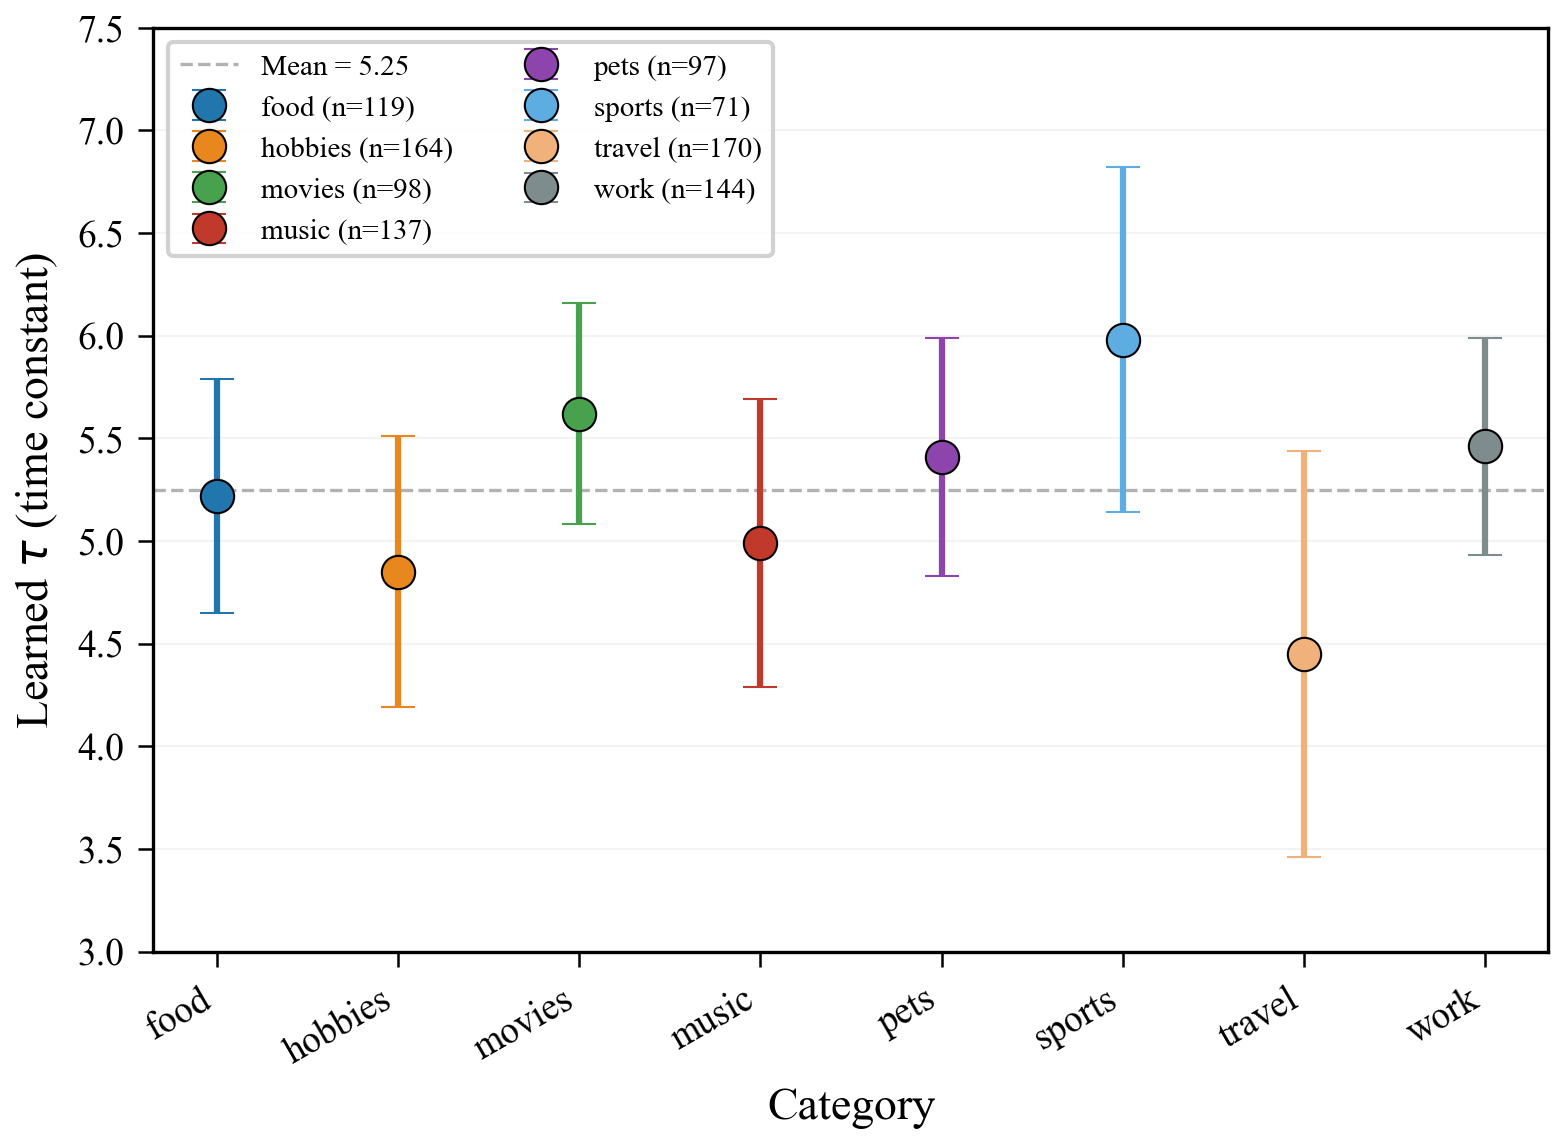 Mean = 5.25
food (n=119)
hobbies (n=164)
movies (n=98)
music (n=137)
pets (n=97)
sports (n=71)
travel (n=170)
work (n=144)
Learned τ (time constant)
7.5
7.0
6.5
6.0
5.5
5.0
4.5
4.0
3.5
3.0
food
hobbies
movies
music
pets
sports
travel
work
Category